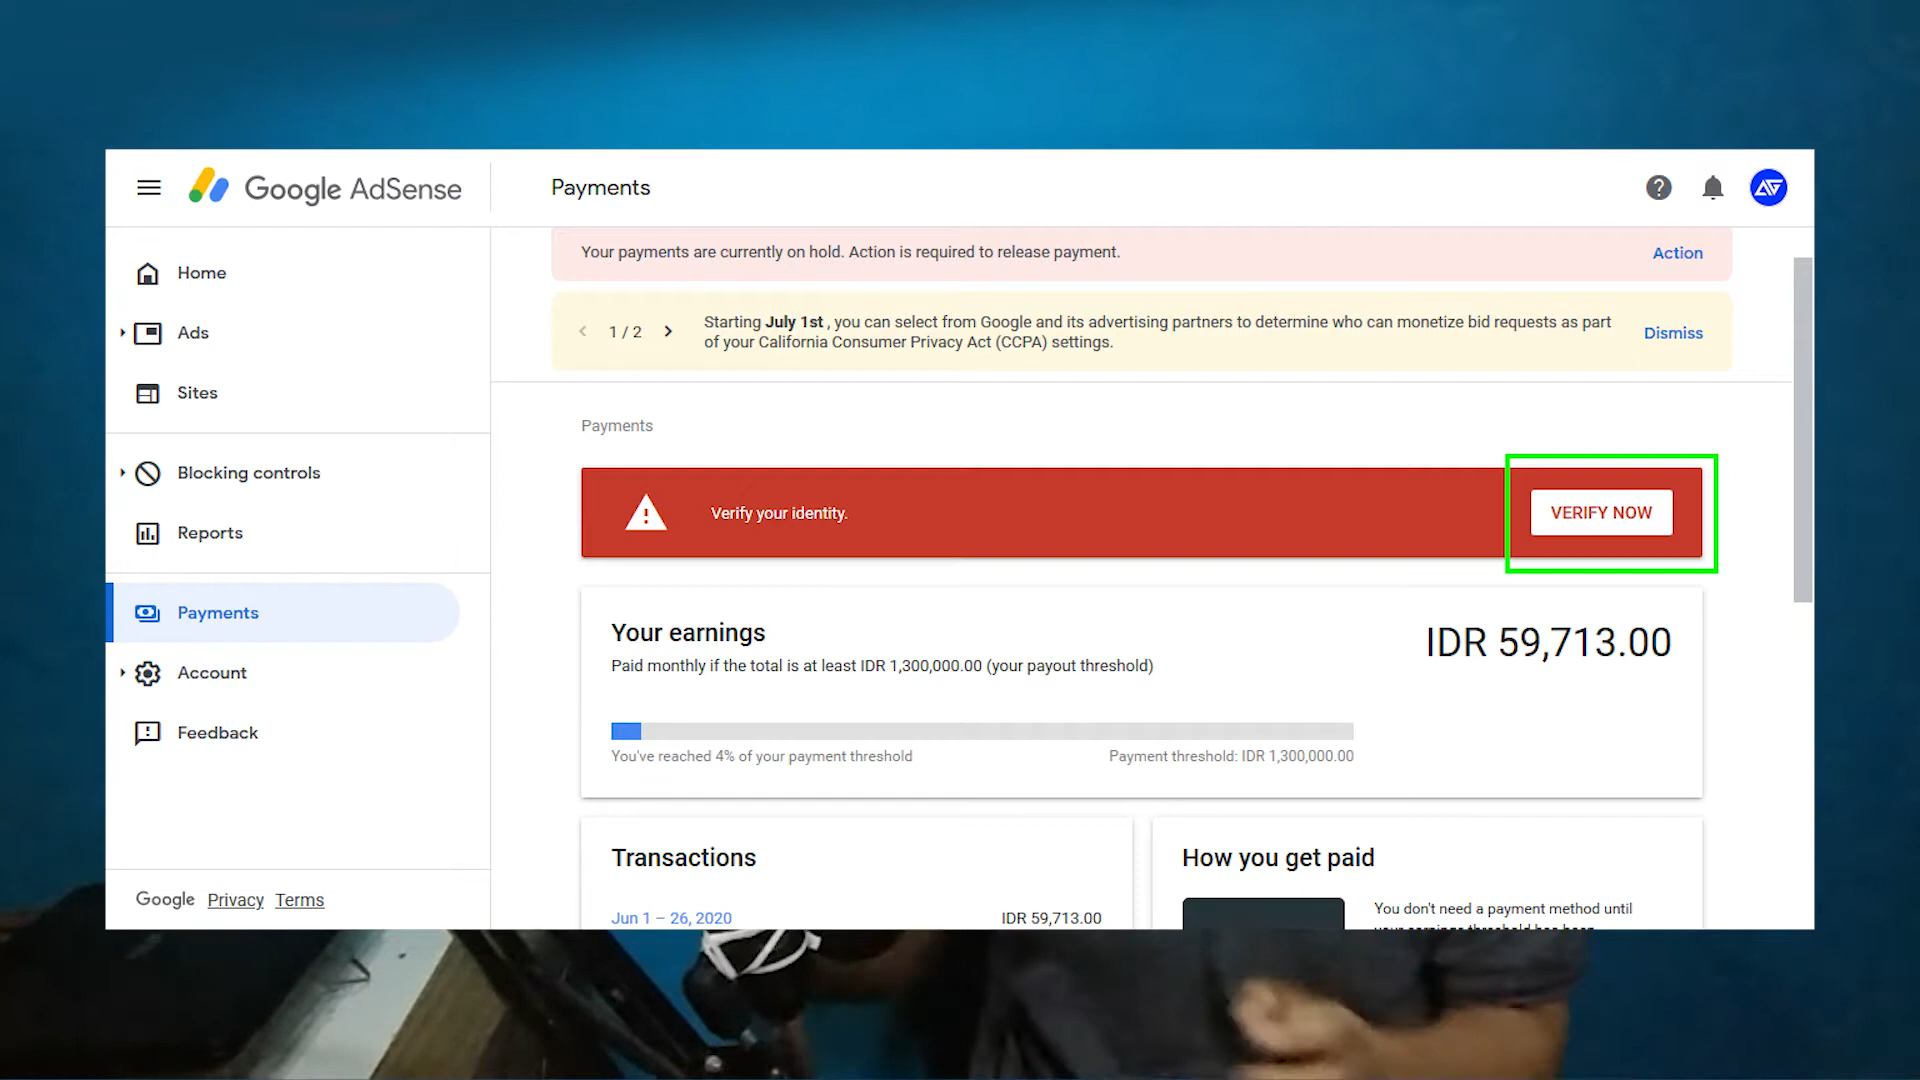 Google AdSense
Payments
Your payments are currently on hold. Action is required to release payment.
Action
1 / 2
Starting July 1st , you can select from Google and its advertising partners to determine who can monetize bid requests as part
of your California Consumer Privacy Act (CCPA) settings.
Dismiss
Home
Ads
Sites
Blocking controls
Reports
Payments
Account
Feedback
Google Privacy Terms
Payments
Verify your identity.
VERIFY NOW
Your earnings
IDR 59,713.00
Paid monthly if the total is at least IDR 1,300,000.00 (your payout threshold)
You've reached 4% of your payment threshold
Payment threshold: IDR 1,300,000.00
Transactions
Jun 1 – 26, 2020
IDR 59,713.00
How you get paid
You don't need a payment method until
your earnings threshold has been